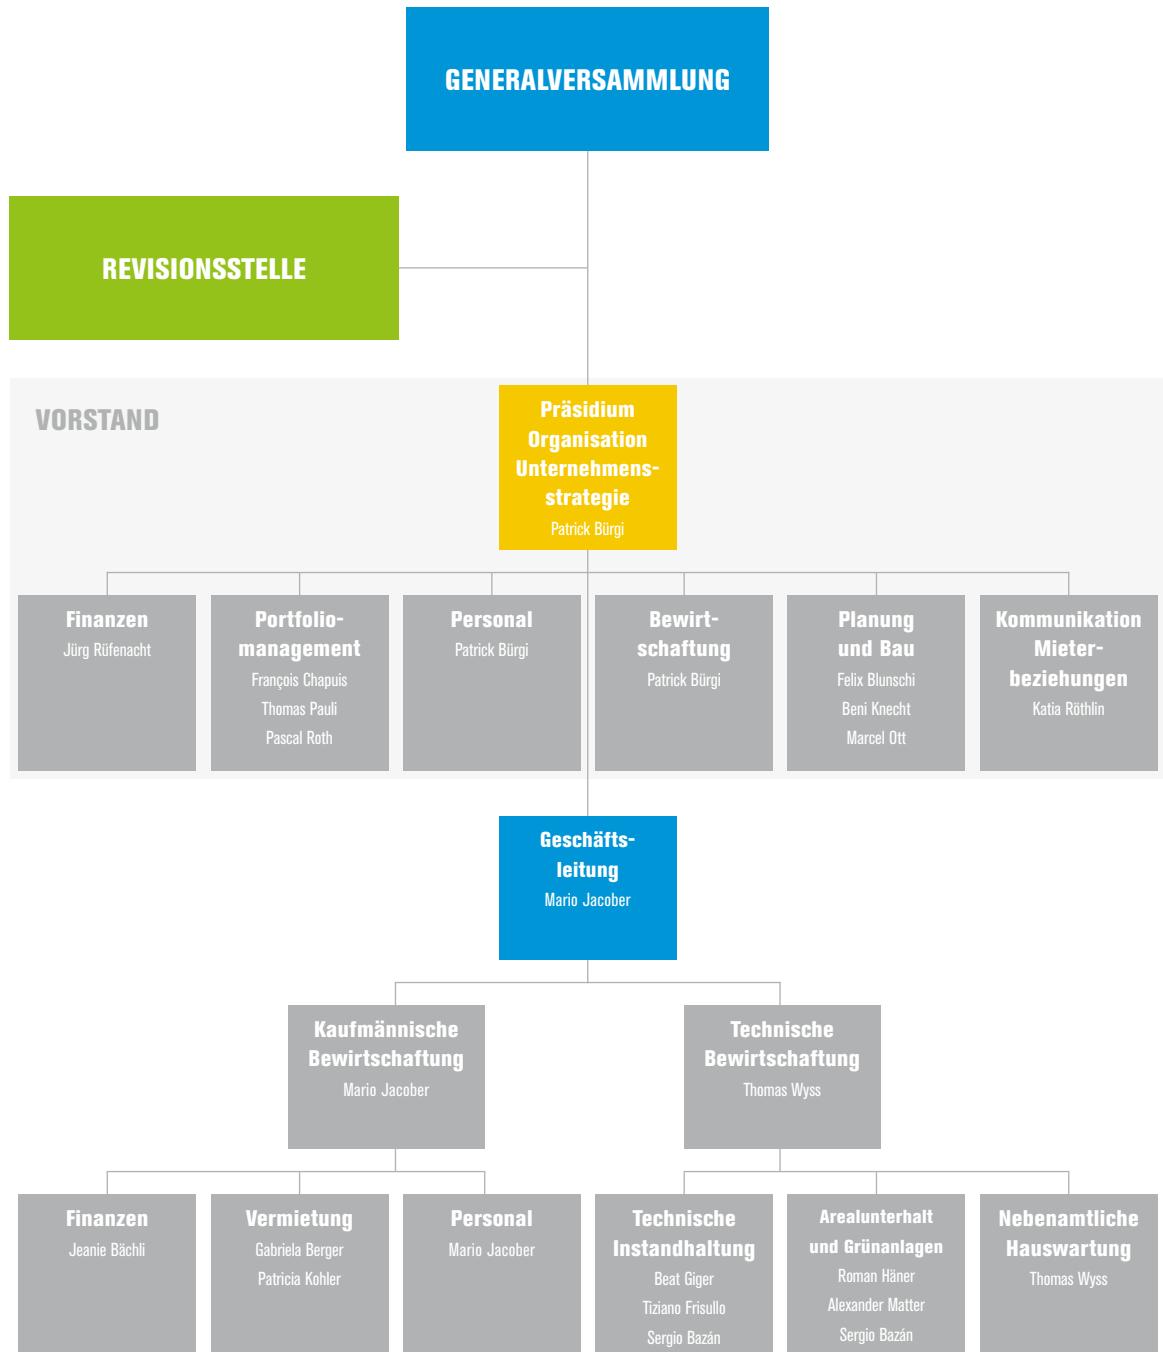 GENERALVERSAMMLUNG
REVISIONSSTELLE
VORSTAND
Präsidium
Organisation
Unternehmens-
strategie
Patrick Bürgi
Finanzen
Jürg Rüfenacht
Portfolio-
management
François Chapuis
Thomas Pauli
Pascal Roth
Personal
Patrick Bürgi
Bewirt-
schaftung
Patrick Bürgi
Planung
und Bau
Felix Blunschi
Beni Knecht
Marcel Ott
Kommunikation
Mieter-
beziehungen
Katia Röthlin
Geschäfts-
leitung
Mario Jacober
Kaufmännische
Bewirtschaftung
Mario Jacober
Technische
Bewirtschaftung
Thomas Wyss
Finanzen
Jeanie Bächli
Vermietung
Gabriela Berger
Patricia Kohler
Personal
Mario Jacober
Technische
Instandhaltung
Beat Giger
Tiziano Frisullo
Sergio Bazán
Arealunterhalt
und Grünanlagen
Roman Häner
Alexander Matter
Sergio Bazán
Nebenamtliche
Hauswartung
Thomas Wyss